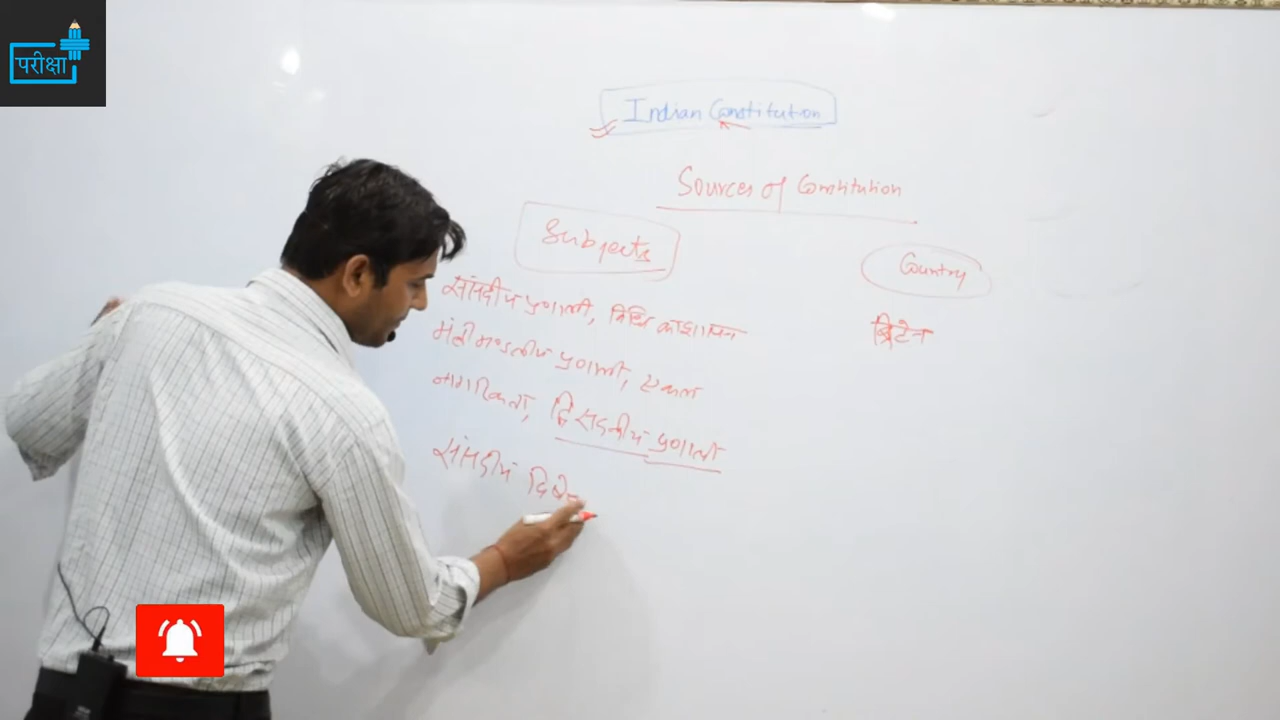 परीक्षा
Indian Constitution
Sources of Constitution
Subjects
Country
सांसदीय प्रणाली, विधि का शासन
ब्रिटेन
मंत्रीमण्डलीय प्रणाली, एकल
नागरिकता, द्विसदनीय प्रणाली
संसदीय विशे